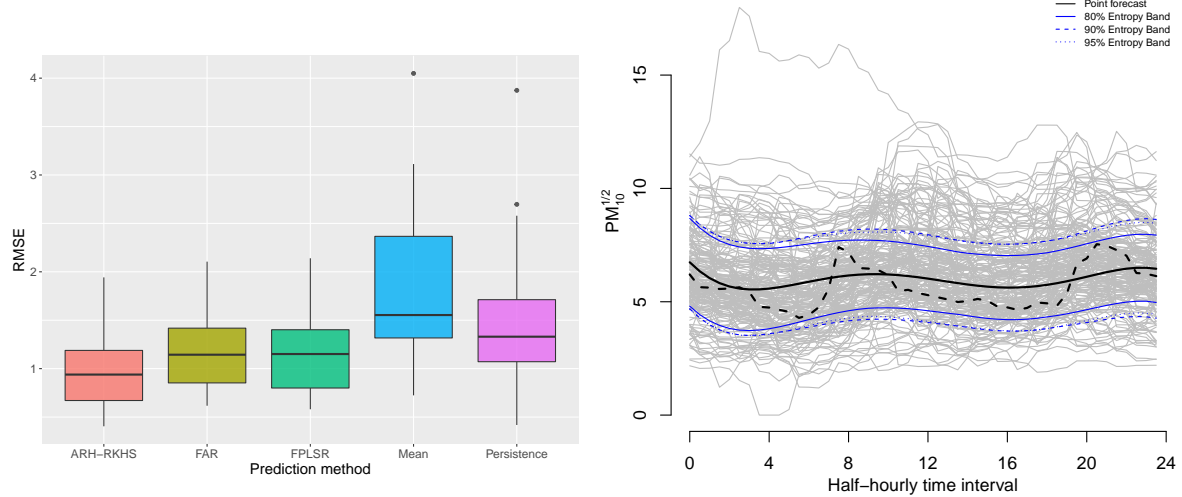 4
3
2
1
RMSE
ARH−RKHS FAR FPLSR Mean Persistence
Prediction method
Point forecast
80% Entropy Band
90% Entropy Band
95% Entropy Band
15
10
5
0
PM10^1/2
0 4 8 12 16 20 24
Half−hourly time interval